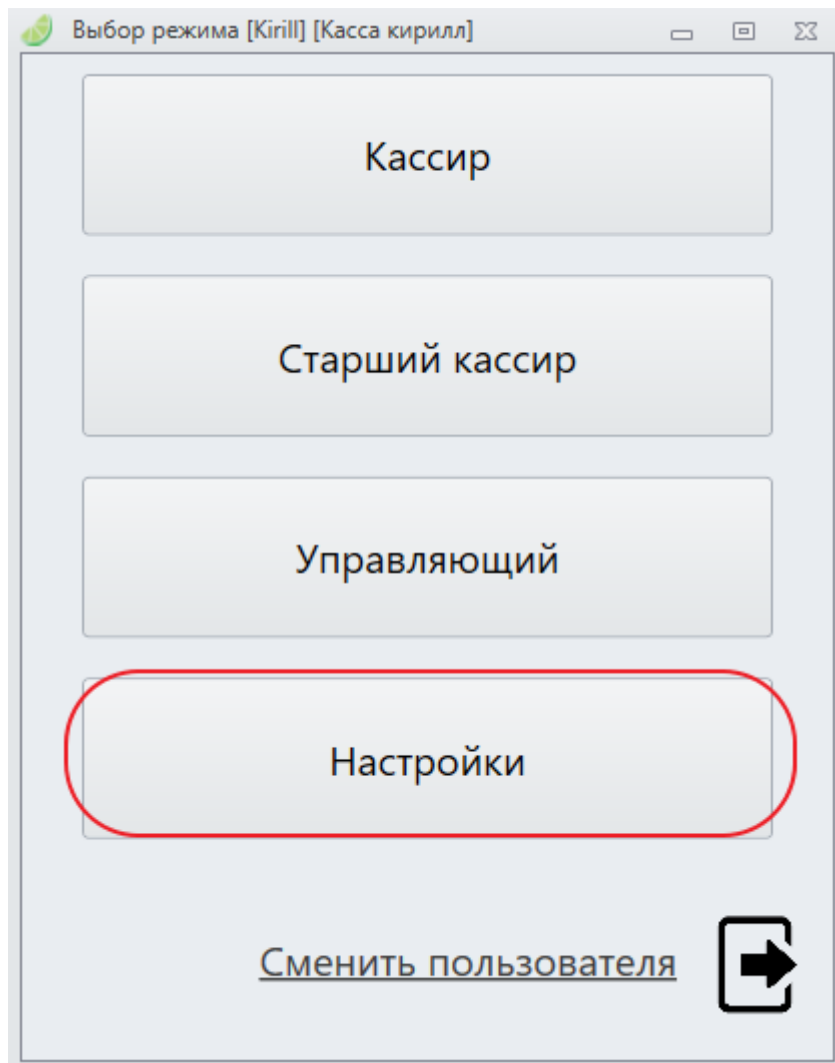 Выбор режима [Kirill] [Касса кирилл]
Кассир
Старший кассир
Управляющий
Настройки
Сменить пользователя